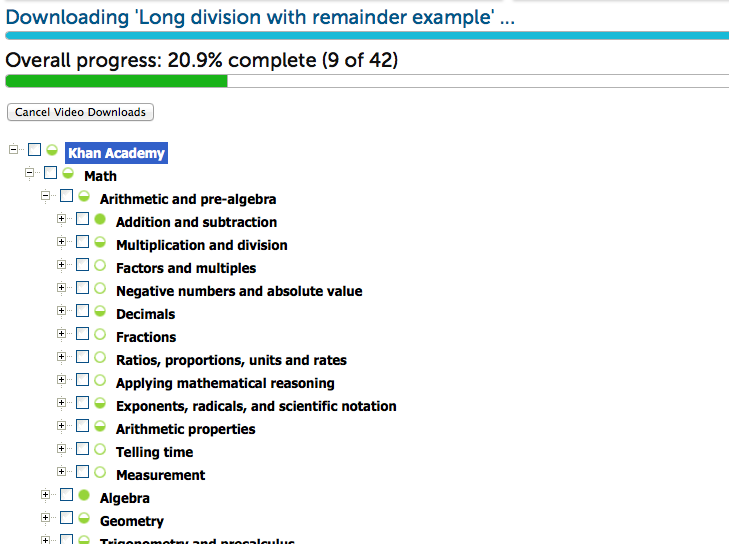 Downloading 'Long division with remainder example' ...
Overall progress: 20.9% complete (9 of 42)
Cancel Video Downloads
Khan Academy
Math
Arithmetic and pre-algebra
Addition and subtraction
Multiplication and division
Factors and multiples
Negative numbers and absolute value
Decimals
Fractions
Ratios, proportions, units and rates
Applying mathematical reasoning
Exponents, radicals, and scientific notation
Arithmetic properties
Telling time
Measurement
Algebra
Geometry
Trigonometry and precalculus